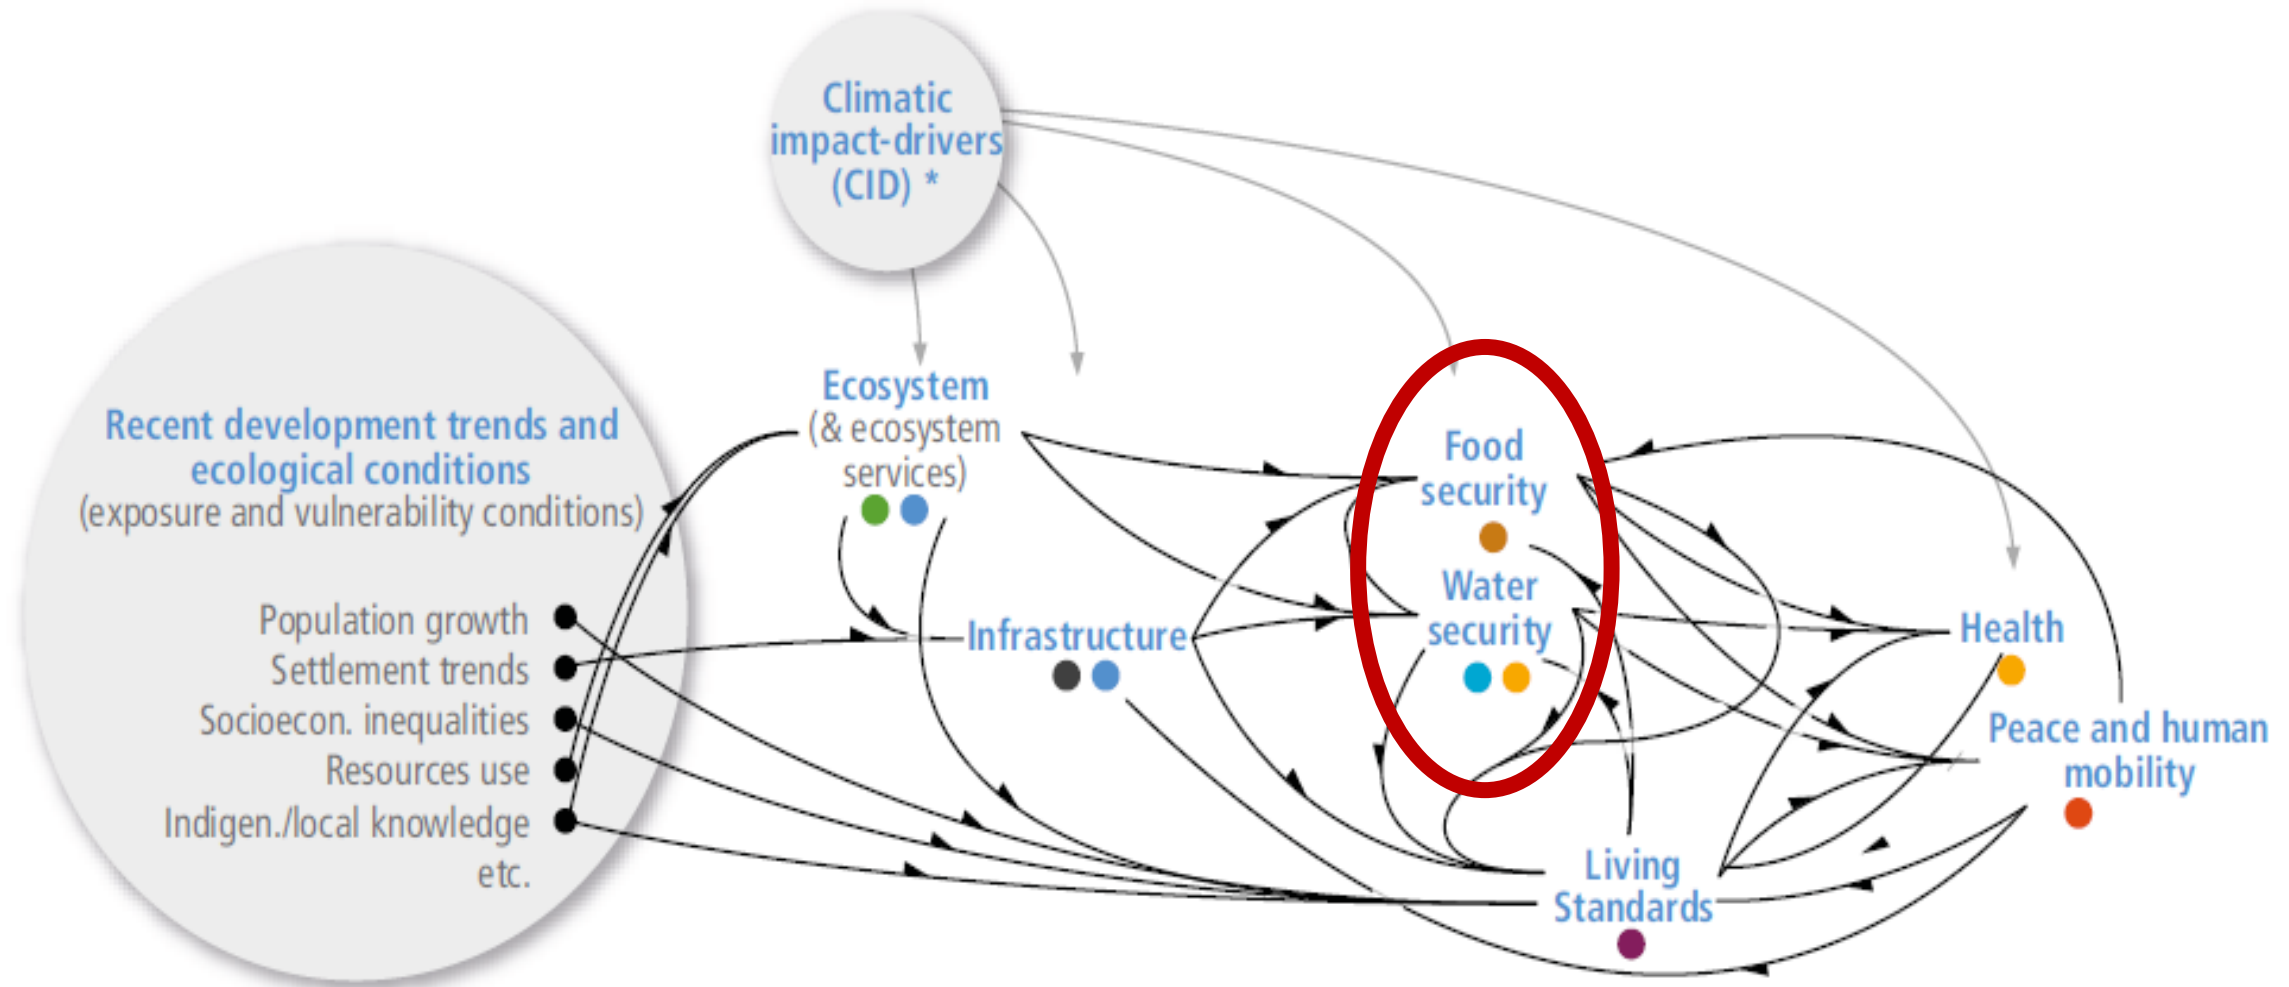 Climatic
impact-drivers
(CID) *
Recent development trends and
ecological conditions
(exposure and vulnerability conditions)
Population growth
Settlement trends
Socioecon. inequalities
Resources use
Indigen./local knowledge
etc.
Ecosystem
(& ecosystem
services)
Infrastructure
Food
security
Water
security
Health
Peace and human
mobility
Living
Standards